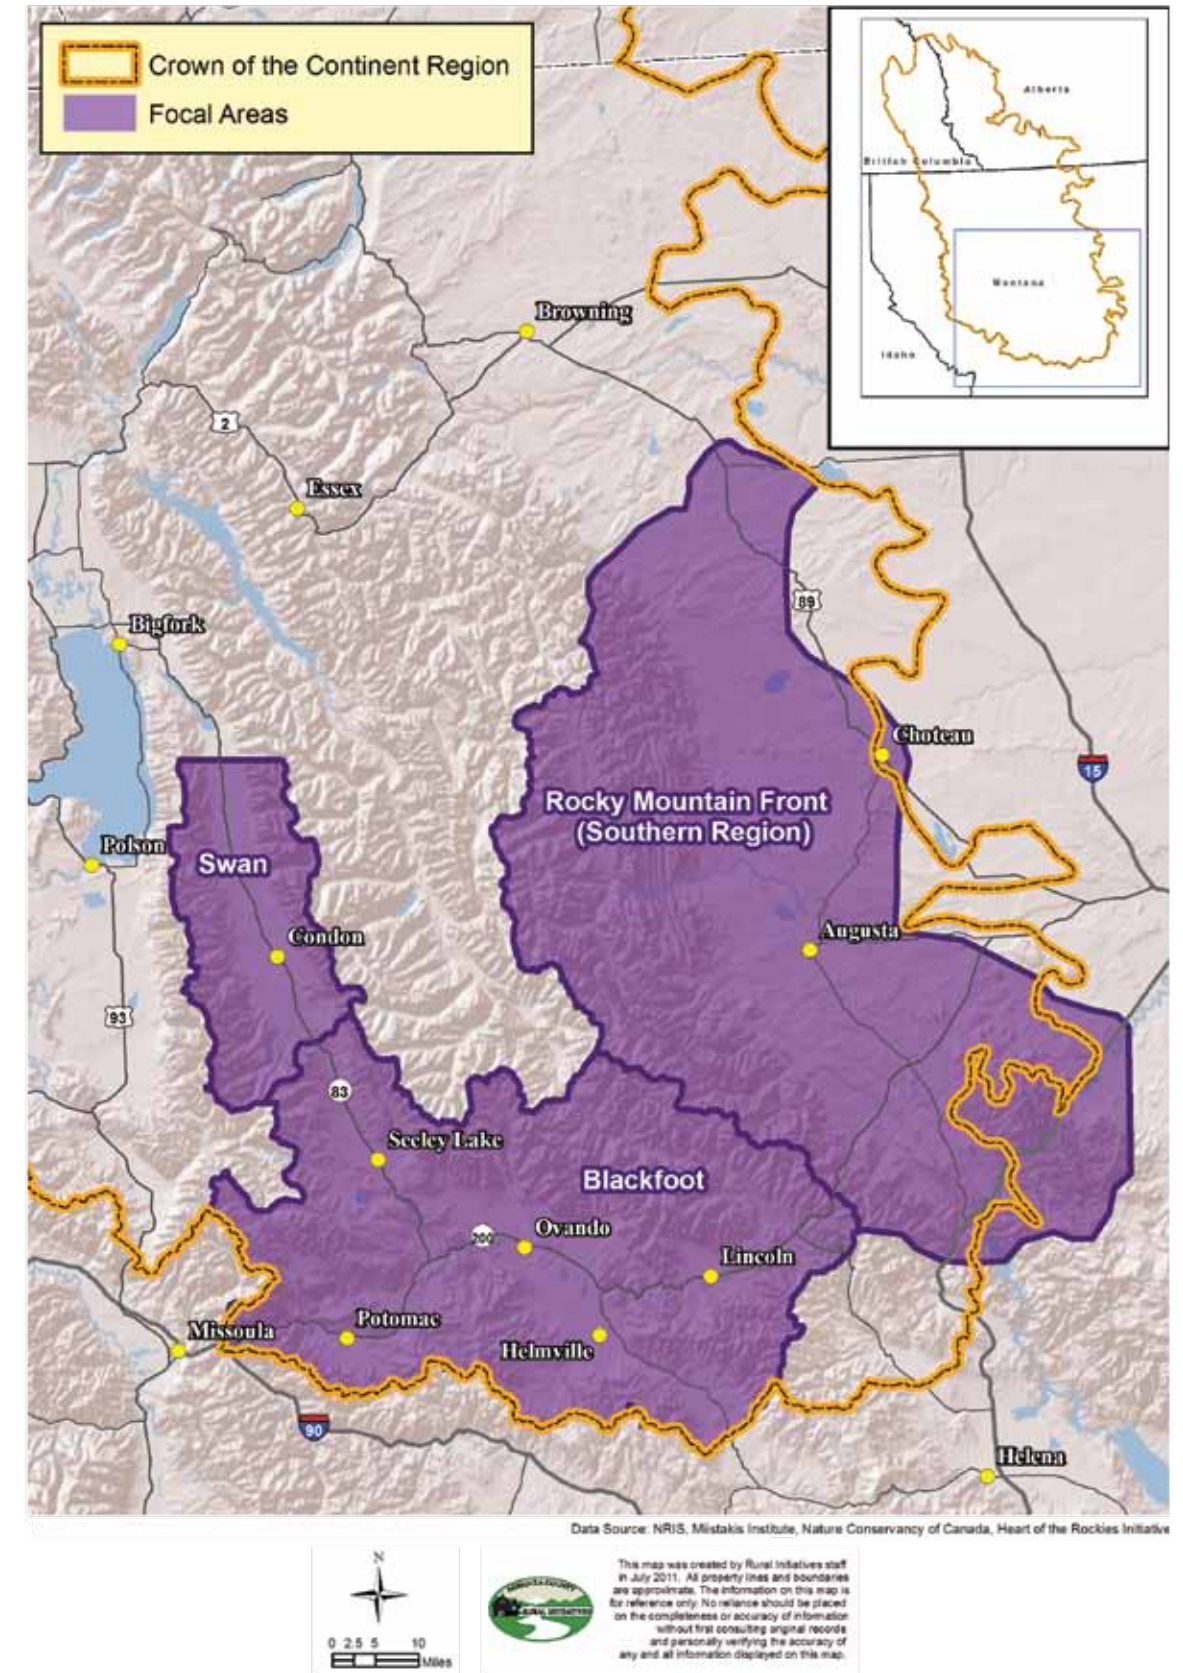 Crown of the Continent Region
Focal Areas
Alberta
British Columbia
Montana
Idaho
Browning
2
Essex
89
Bigfork
Choteau
15
Rocky Mountain Front
(Southern Region)
Polson
Swan
Augusta
Condon
93
83
Seeley Lake
Blackfoot
Ovando
200
Lincoln
Potomac
Missoula
Helmville
90
Helena
Data Source: NRIS, Miistakis Institute, Nature Conservancy of Canada, Heart of the Rockies Initiative
N
0 2.5 5 10
Miles
MISSOULA COUNTY
RURAL INITIATIVES
This map was created by Rural Initiatives staff
in July 2011. All property lines and boundaries
are approximate. The information on this map is
for reference only. No reliance should be placed
on the completeness or accuracy of information
without first consulting original records
and personally verifying the accuracy of
any and all information displayed on this map.